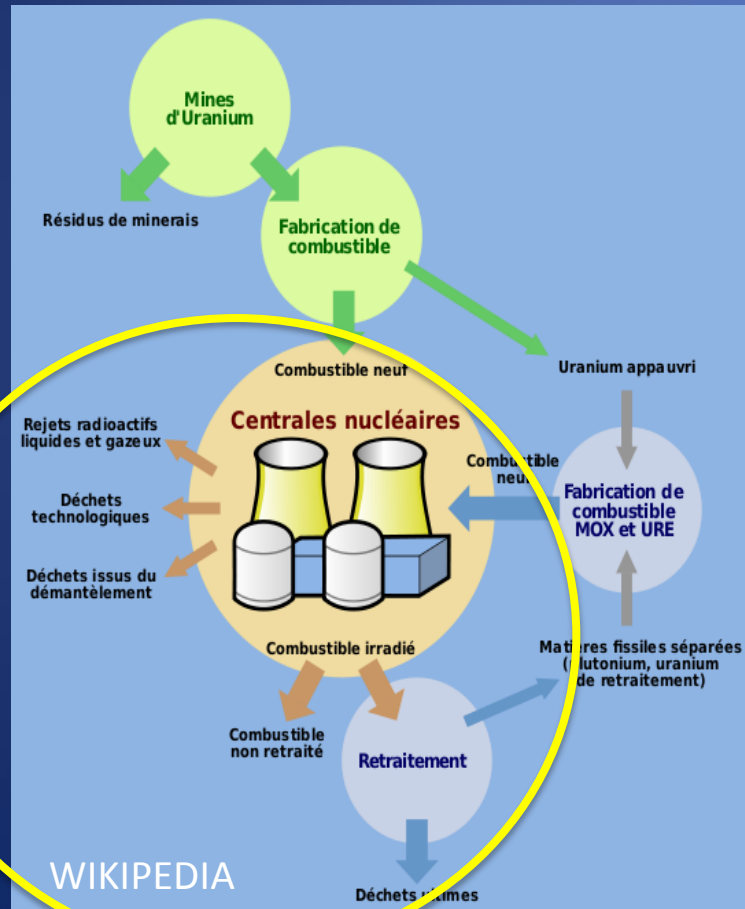 Mines
d'Uranium
Résidus de minerais
Fabrication de
combustible
Combustible neuf
Uranium appauvri
Centrales nucléaires
Rejets radioactifs
liquides et gazeux
Combustible
neuf
Déchets
technologiques
Fabrication de
combustible
MOX et URE
Déchets issus du
démantèlement
Combustible irradié
Matières fissiles séparées
(plutonium, uranium
de retraitement)
Combustible
non retraité
Retraitement
WIKIPEDIA
Déchets ultimes